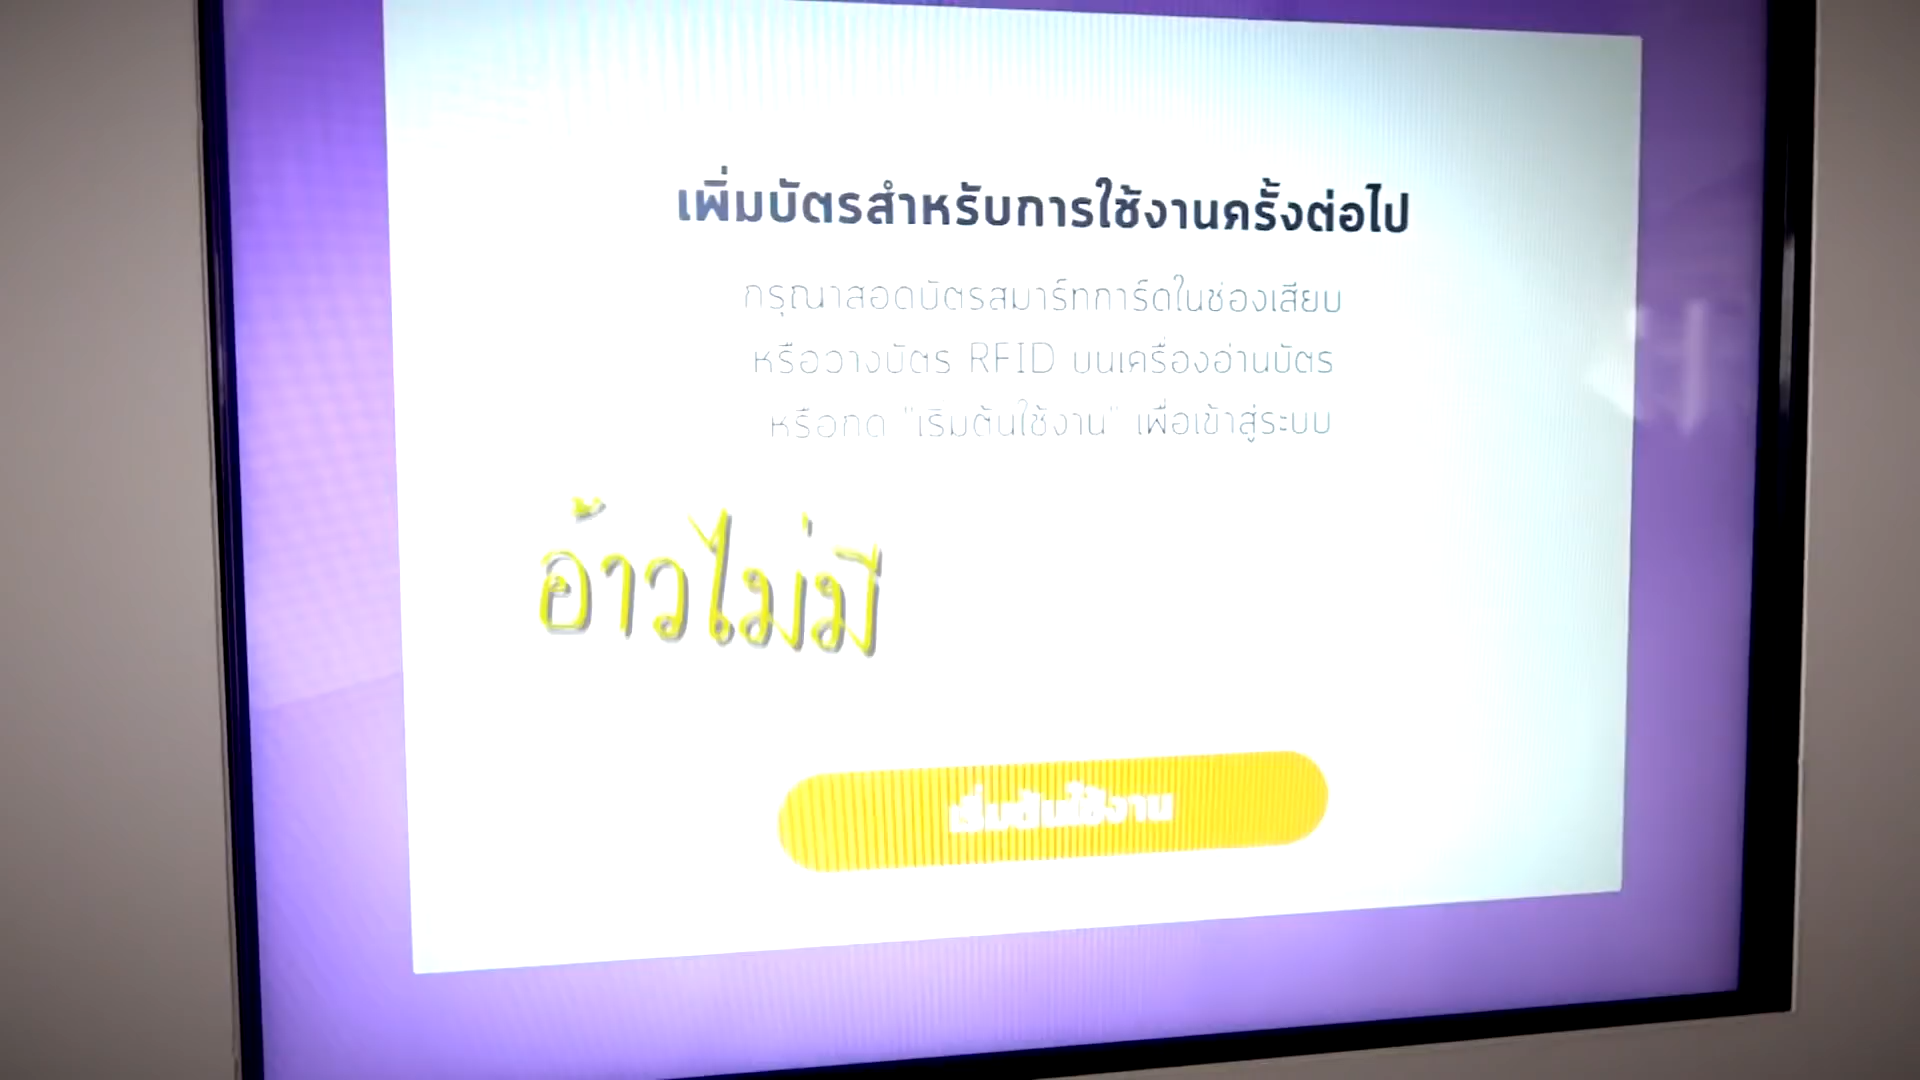 เพิ่มบัตรสำหรับการใช้งานครั้งต่อไป
กรุณาสอดบัตรสมาร์ทการ์ดในช่องเสียบ
หรือวางบัตร RFID บนเครื่องอ่านบัตร
หรือกด "เริ่มต้นใช้งาน" เพื่อเข้าสู่ระบบ
อ้าวไม่มี
เริ่มต้นใช้งาน